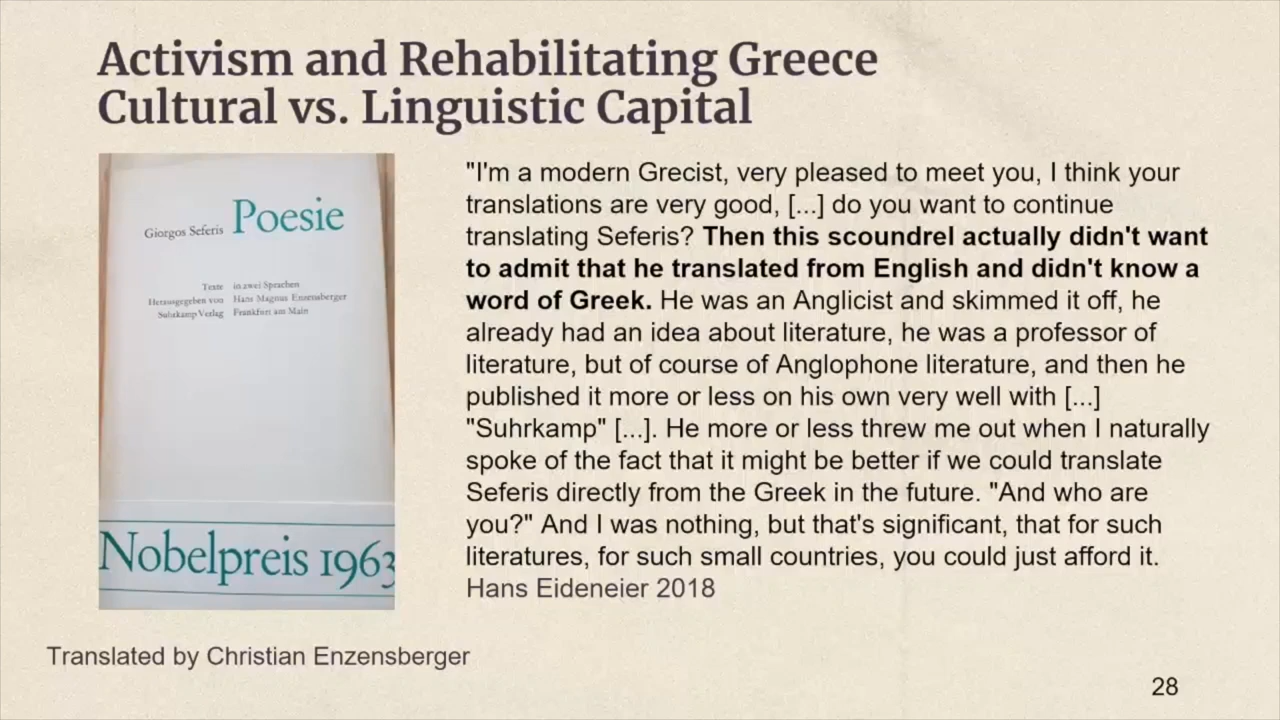 Activism and Rehabilitating Greece
Cultural vs. Linguistic Capital
Giorgos Seferis Poesie
Texte in zwei Sprachen
Herausgegeben von Hans Magnus Enzensberger
Suhrkamp Verlag Frankfurt am Main
Nobelpreis 1963
"I'm a modern Grecist, very pleased to meet you, I think your
translations are very good, [...] do you want to continue
translating Seferis? Then this scoundrel actually didn't want
to admit that he translated from English and didn't know a
word of Greek. He was an Anglicist and skimmed it off, he
already had an idea about literature, he was a professor of
literature, but of course of Anglophone literature, and then he
published it more or less on his own very well with [...]
"Suhrkamp" [...]. He more or less threw me out when I naturally
spoke of the fact that it might be better if we could translate
Seferis directly from the Greek in the future. "And who are
you?" And I was nothing, but that's significant, that for such
literatures, for such small countries, you could just afford it.
Hans Eideneier 2018
Translated by Christian Enzensberger
28